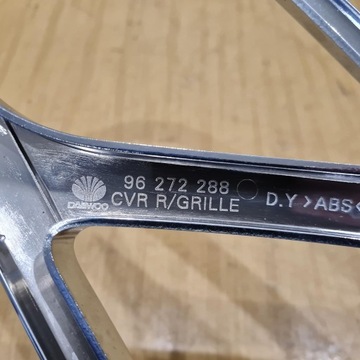 96 272 288
DAEWOO CVR R/GRILLE D.Y >ABS<